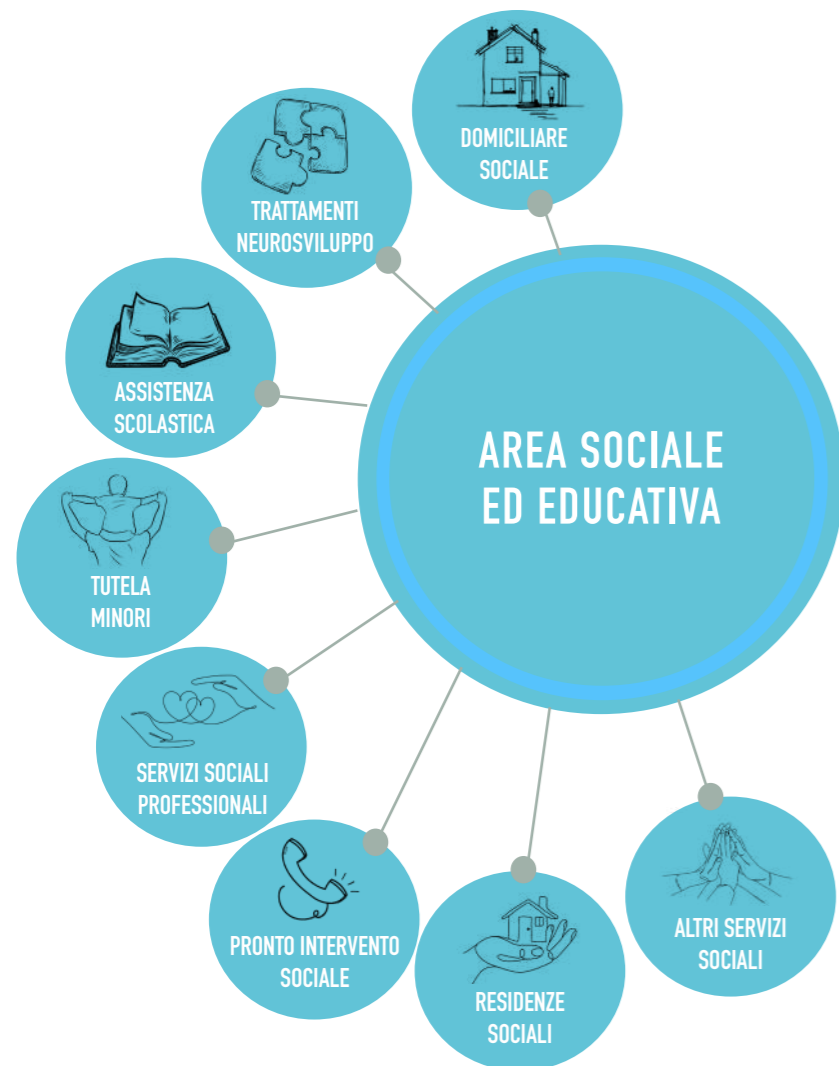 DOMICILIARE
SOCIALE
TRATTAMENTI
NEUROSVILUPPO
ASSISTENZA
SCOLASTICA
AREA SOCIALE
ED EDUCATIVA
TUTELA
MINORI
SERVIZI SOCIALI
PROFESSIONALI
PRONTO INTERVENTO
SOCIALE
RESIDENZE
SOCIALI
ALTRI SERVIZI
SOCIALI